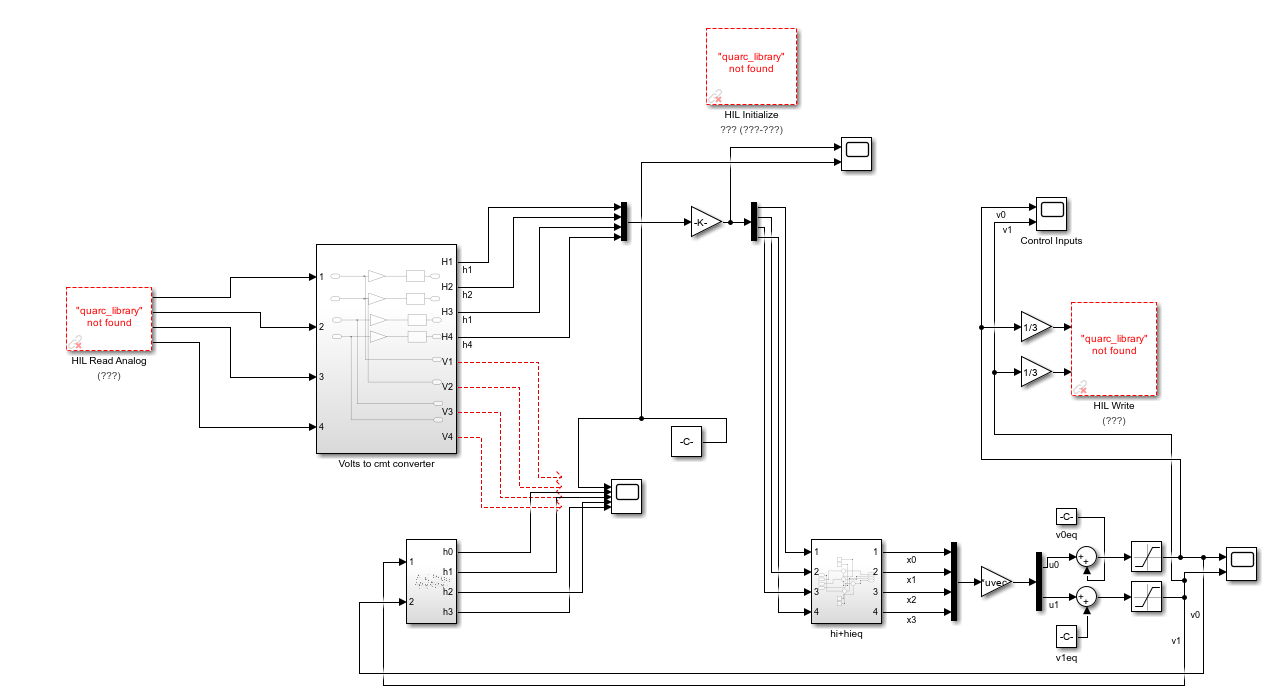 "quarc_library"
not found
HIL Initialize
??? (???-???)
-K-
v0
v1
Control Inputs
"quarc_library"
not found
HIL Read Analog
(???)
1
2
3
4
H1
h1
H2
h2
H3
h1
H4
h4
V1
V2
V3
V4
Volts to cmt converter
1/3
1/3
"quarc_library"
not found
HIL Write
(???)
-C-
1
2
h0
h1
h2
h3
1
2
3
4
1
2
3
4
hi+hieq
x0
x1
x2
x3
*uvec
u0
u1
-C-
v0eq
+
+
+
+
-C-
v1eq
v0
v1